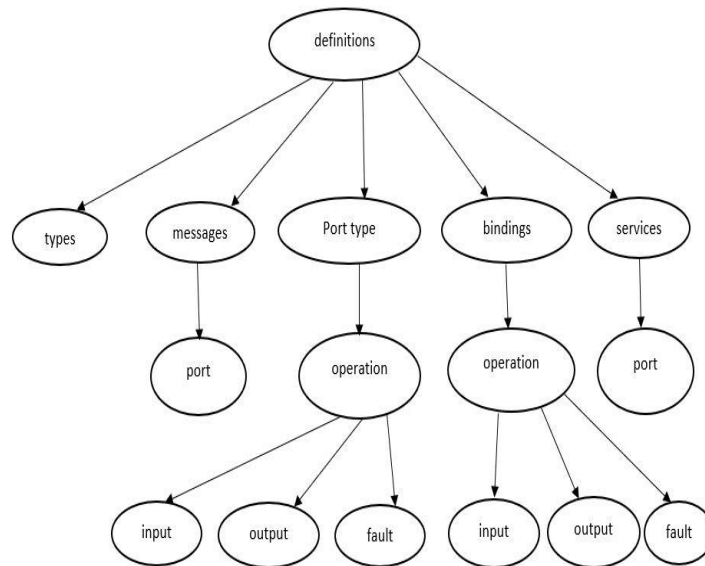 definitions
types
messages
Port type
bindings
services
port
operation
operation
port
input
output
fault
input
output
fault